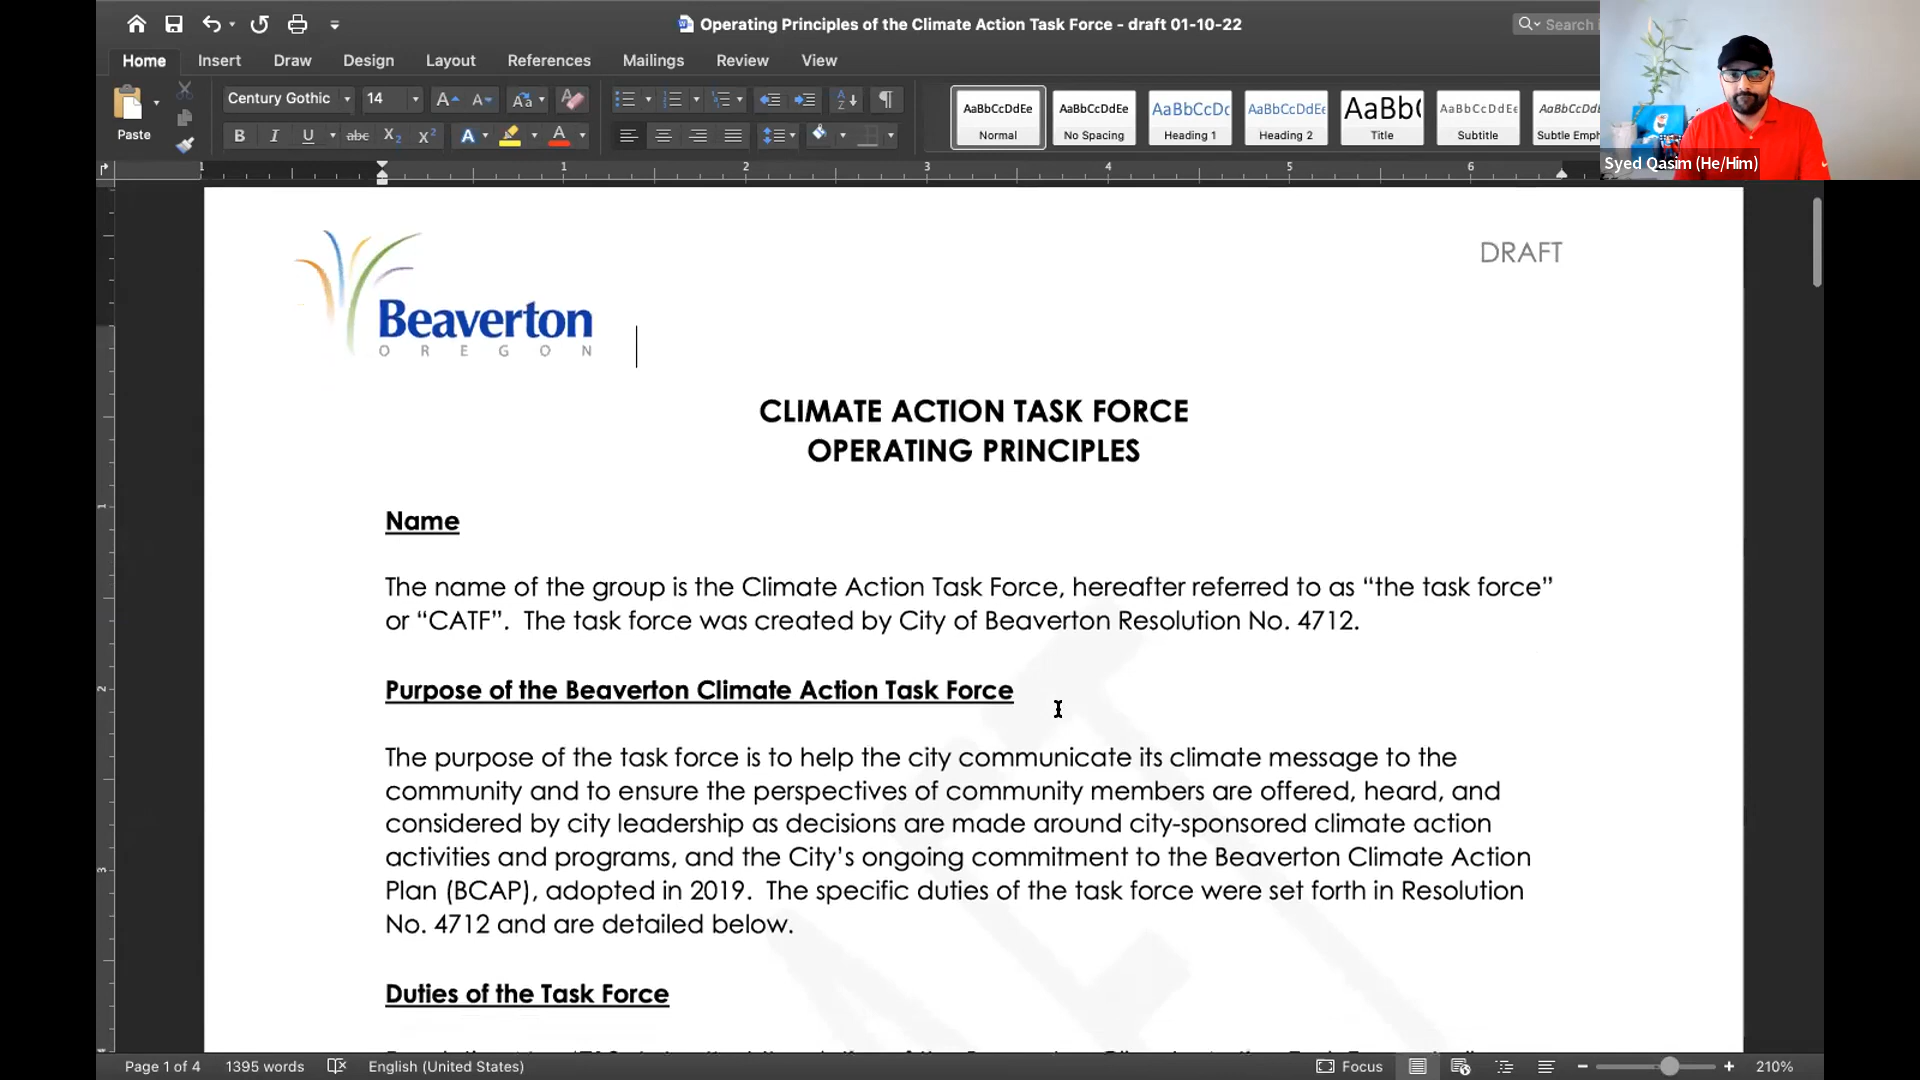 Operating Principles of the Climate Action Task Force - draft 01-10-22
Search i
Home Insert Draw Design Layout References Mailings Review View
Paste
Century Gothic 14
AaBbCcDdEe AaBbCcDdEe AaBbCcDc AaBbCcDdEe AaBb( AaBbCcDdEe AaBbCcDdEe
Normal No Spacing Heading 1 Heading 2 Title Subtitle Subtle Emph
Syed Qasim (He/Him)
1 1 2 3 4 5 6
DRAFT
Beaverton
OREGON
CLIMATE ACTION TASK FORCE
OPERATING PRINCIPLES
Name
The name of the group is the Climate Action Task Force, hereafter referred to as “the task force”
or “CATF”.  The task force was created by City of Beaverton Resolution No. 4712.
Purpose of the Beaverton Climate Action Task Force
The purpose of the task force is to help the city communicate its climate message to the
community and to ensure the perspectives of community members are offered, heard, and
considered by city leadership as decisions are made around city-sponsored climate action
activities and programs, and the City’s ongoing commitment to the Beaverton Climate Action
Plan (BCAP), adopted in 2019.  The specific duties of the task force were set forth in Resolution
No. 4712 and are detailed below.
Duties of the Task Force
Page 1 of 4 1395 words English (United States) Focus 210%